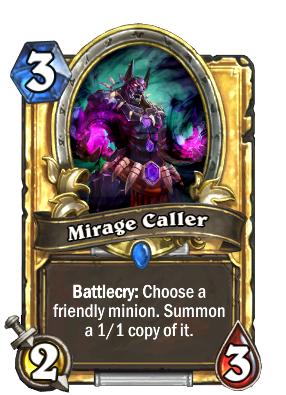 3
Mirage Caller
Battlecry: Choose a
friendly minion. Summon
a 1/1 copy of it.
2
3